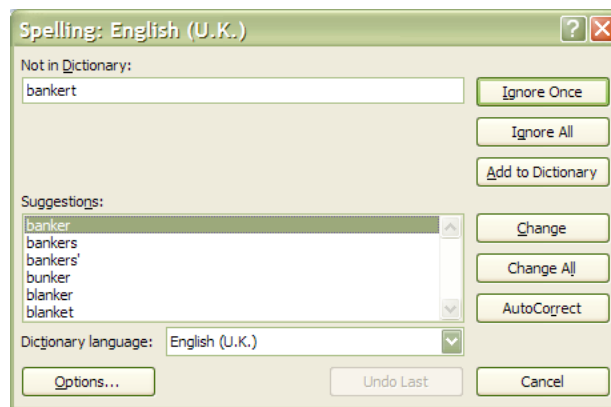 Spelling: English (U.K.)
Not in Dictionary:
bankert
Ignore Once
Ignore All
Add to Dictionary
Suggestions:
banker
bankers
bankers'
bunker
blanker
blanket
Change
Change All
AutoCorrect
Dictionary language: English (U.K.)
Options...
Undo Last
Cancel